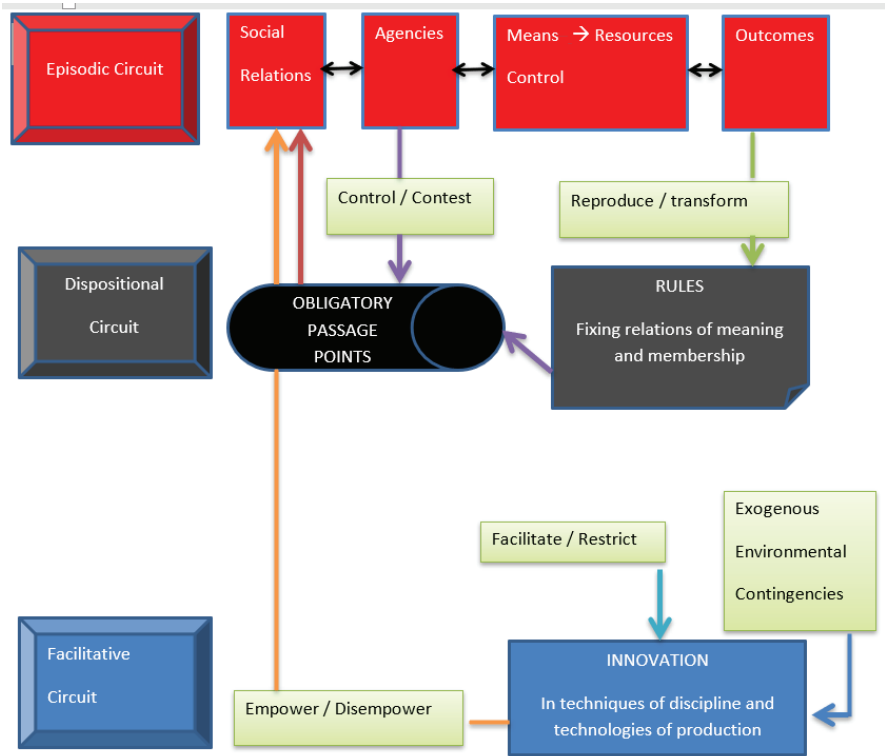 Episodic Circuit
Social
Relations
Agencies
Means → Resources
Control
Outcomes
Control / Contest
Reproduce / transform
Dispositional
Circuit
OBLIGATORY
PASSAGE
POINTS
RULES
Fixing relations of meaning
and membership
Facilitate / Restrict
Exogenous
Environmental
Contingencies
Facilitative
Circuit
Empower / Disempower
INNOVATION
In techniques of discipline and
technologies of production